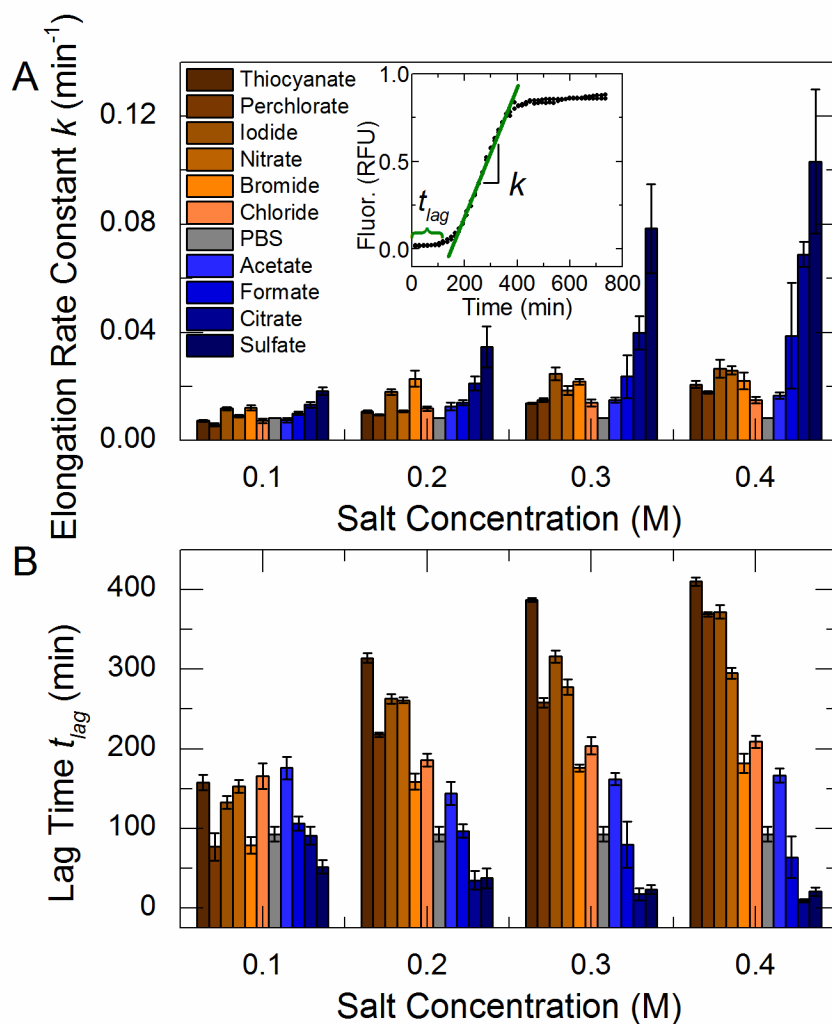 A
Elongation Rate Constant k (min⁻¹)
0.12
0.08
0.04
0.00
Thiocyanate
Perchlorate
Iodide
Nitrate
Bromide
Chloride
PBS
Acetate
Formate
Citrate
Sulfate
Fluor. (RFU)
1.0
0.5
0.0
t_lag
k
0 200 400 600 800
Time (min)
0.1 0.2 0.3 0.4
Salt Concentration (M)
B
Lag Time t_lag (min)
400
300
200
100
0
0.1 0.2 0.3 0.4
Salt Concentration (M)